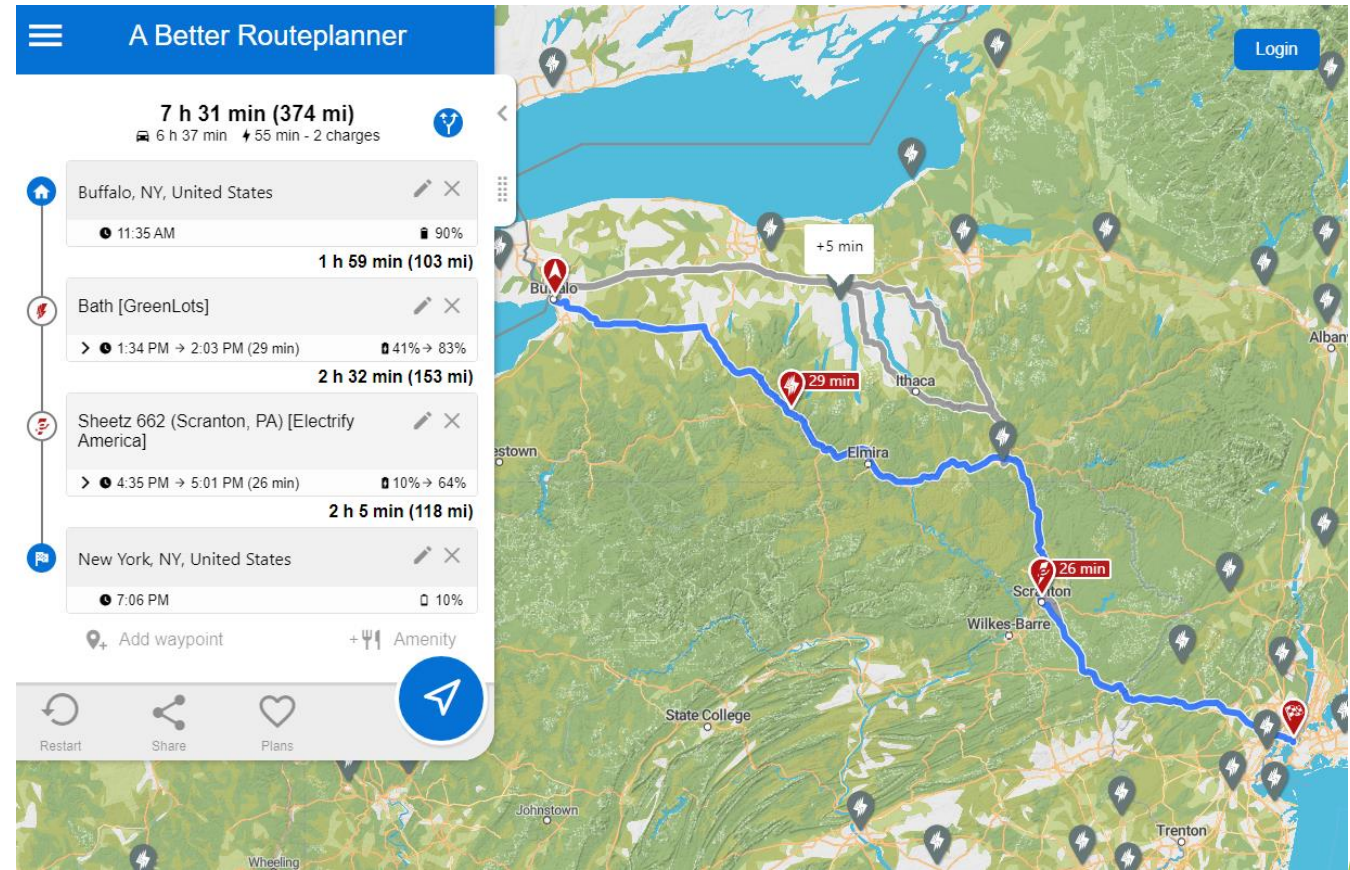 A Better Routeplanner
7 h 31 min (374 mi)
6 h 37 min 55 min - 2 charges
Buffalo, NY, United States
11:35 AM 90%
1 h 59 min (103 mi)
Bath [GreenLots]
1:34 PM → 2:03 PM (29 min) 41% → 83%
2 h 32 min (153 mi)
Sheetz 662 (Scranton, PA) [Electrify
America]
4:35 PM → 5:01 PM (26 min) 10% → 64%
2 h 5 min (118 mi)
New York, NY, United States
7:06 PM 10%
Add waypoint + Amenity
Restart Share Plans
Login
+5 min
Buffalo
Albany
29 min
Ithaca
estown
Elmira
26 min
Scranton
Wilkes-Barre
State College
Johnstown
Trenton
Wheeling